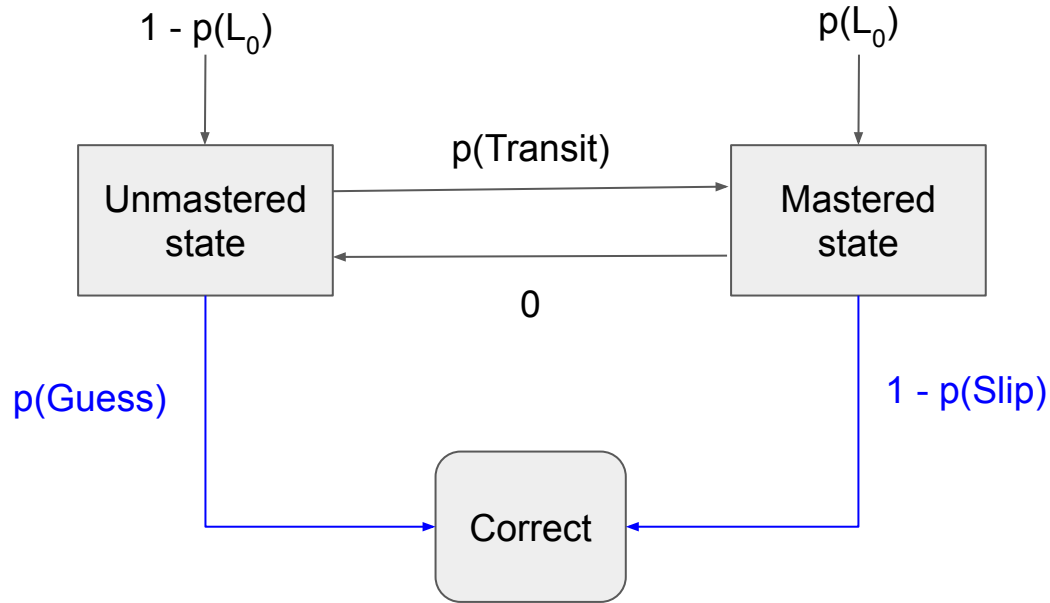 1 - p(L₀)
p(L₀)
p(Transit)
Unmastered
state
Mastered
state
0
p(Guess)
1 - p(Slip)
Correct